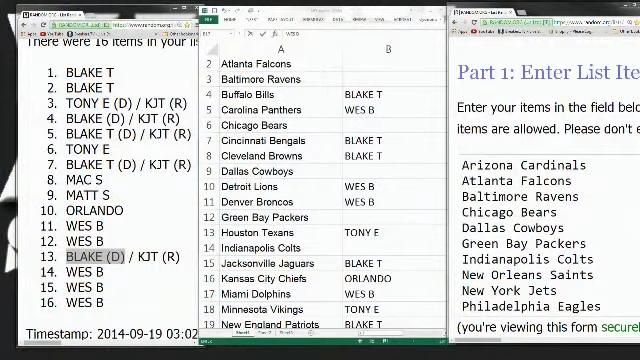 There were 16 items in your lis
1. BLAKE T
2. BLAKE T
3. TONY E (D) / KJT (R)
4. BLAKE (D) / KJT (R)
5. BLAKE T (D) / KJT (R)
6. TONY E
7. BLAKE T (D) / KJT (R)
8. MAC S
9. MATT S
10. ORLANDO
11. WES B
12. WES B
13. BLAKE (D) / KJT (R)
14. WES B
15. WES B
16. WES B
Timestamp: 2014-09-19 03:02
A B
2 Atlanta Falcons
3 Baltimore Ravens
4 Buffalo Bills BLAKE T
5 Carolina Panthers WES B
6 Chicago Bears
7 Cincinnati Bengals BLAKE T
8 Cleveland Browns BLAKE T
9 Dallas Cowboys
10 Detroit Lions WES B
11 Denver Broncos WES B
12 Green Bay Packers
13 Houston Texans TONY E
14 Indianapolis Colts
15 Jacksonville Jaguars BLAKE T
16 Kansas City Chiefs ORLANDO
17 Miami Dolphins WES B
18 Minnesota Vikings TONY E
19 New England Patriots BLAKE T
Part 1: Enter List Ite
Enter your items in the field belo
items are allowed. Please don't e
Arizona Cardinals
Atlanta Falcons
Baltimore Ravens
Chicago Bears
Dallas Cowboys
Green Bay Packers
Indianapolis Colts
New Orleans Saints
New York Jets
Philadelphia Eagles
(you're viewing this form secure